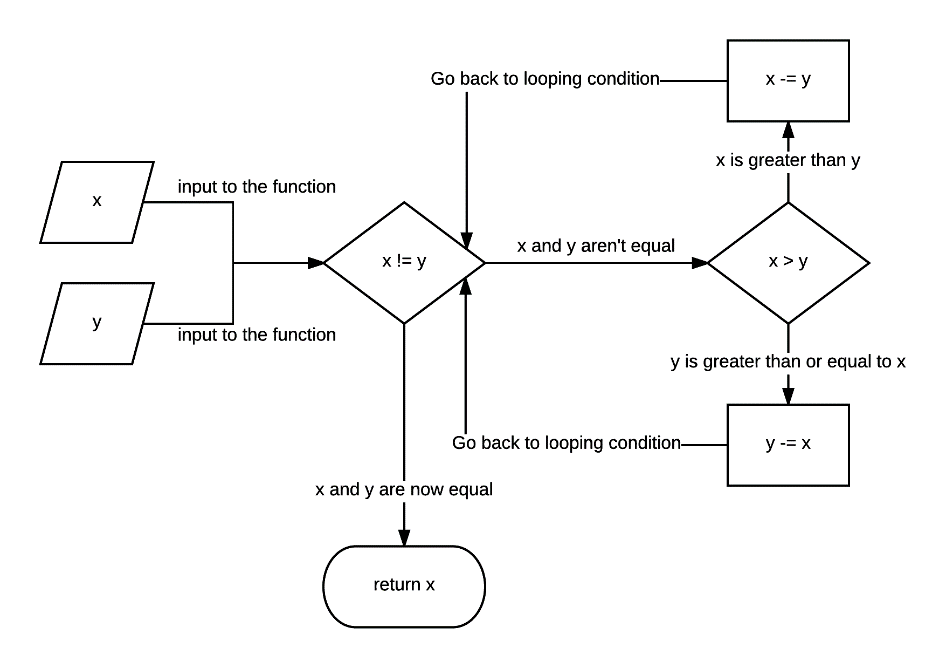 Go back to looping condition
x -= y
x is greater than y
x
input to the function
x != y
x and y aren't equal
x > y
y
input to the function
y is greater than or equal to x
Go back to looping condition
y -= x
x and y are now equal
return x